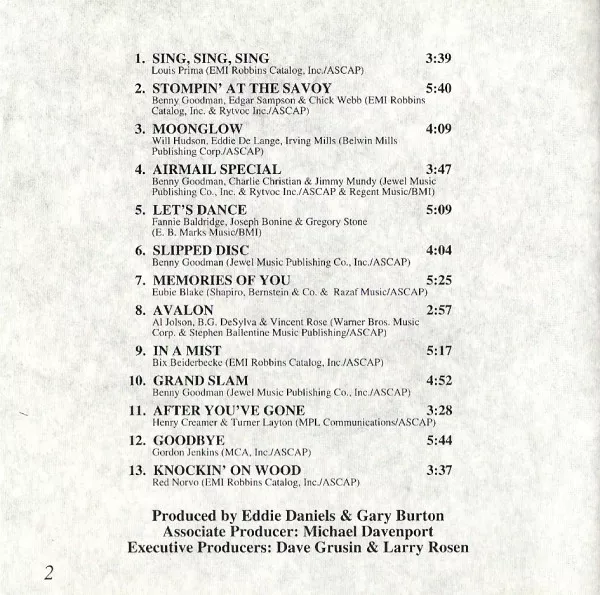 1. SING, SING, SING 3:39
Louis Prima (EMI Robbins Catalog, Inc./ASCAP)
2. STOMPIN' AT THE SAVOY 5:40
Benny Goodman, Edgar Sampson & Chick Webb (EMI Robbins
Catalog, Inc. & Rytvoc Inc./ASCAP)
3. MOONGLOW 4:09
Will Hudson, Eddie De Lange, Irving Mills (Belwin Mills
Publishing Corp./ASCAP)
4. AIRMAIL SPECIAL 3:47
Benny Goodman, Charlie Christian & Jimmy Mundy (Jewel Music
Publishing Co., Inc. & Rytvoc Inc./ASCAP & Regent Music/BMI)
5. LET'S DANCE 5:09
Fannie Baldridge, Joseph Bonine & Gregory Stone
(E. B. Marks Music/BMI)
6. SLIPPED DISC 4:04
Benny Goodman (Jewel Music Publishing Co., Inc./ASCAP)
7. MEMORIES OF YOU 5:25
Eubie Blake (Shapiro, Bernstein & Co. & Razaf Music/ASCAP)
8. AVALON 2:57
Al Jolson, B.G. DeSylva & Vincent Rose (Warner Bros. Music
Corp. & Stephen Ballentine Music Publishing/ASCAP)
9. IN A MIST 5:17
Bix Beiderbecke (EMI Robbins Catalog, Inc./ASCAP)
10. GRAND SLAM 4:52
Benny Goodman (Jewel Music Publishing Co., Inc./ASCAP)
11. AFTER YOU'VE GONE 3:28
Henry Creamer & Turner Layton (MPL Communications/ASCAP)
12. GOODBYE 5:44
Gordon Jenkins (MCA, Inc./ASCAP)
13. KNOCKIN' ON WOOD 3:37
Red Norvo (EMI Robbins Catalog, Inc./ASCAP)
Produced by Eddie Daniels & Gary Burton
Associate Producer: Michael Davenport
Executive Producers: Dave Grusin & Larry Rosen
2